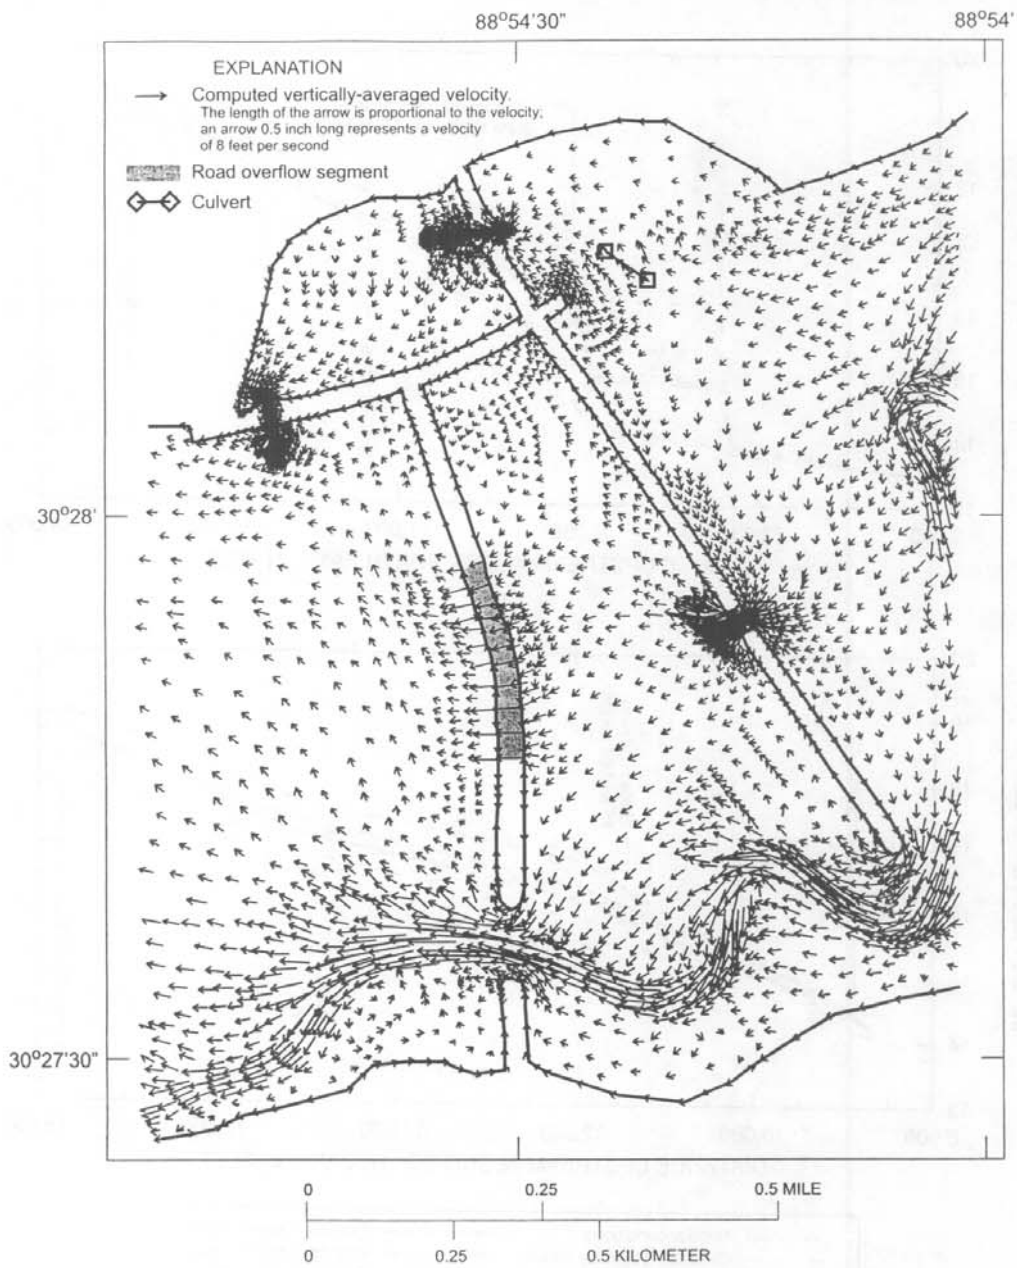 88°54'30" 88°54'
EXPLANATION
Computed vertically-averaged velocity.
The length of the arrow is proportional to the velocity;
an arrow 0.5 inch long represents a velocity
of 8 feet per second
Road overflow segment
Culvert
30°28'
30°27'30"
0 0.25 0.5 MILE
0 0.25 0.5 KILOMETER